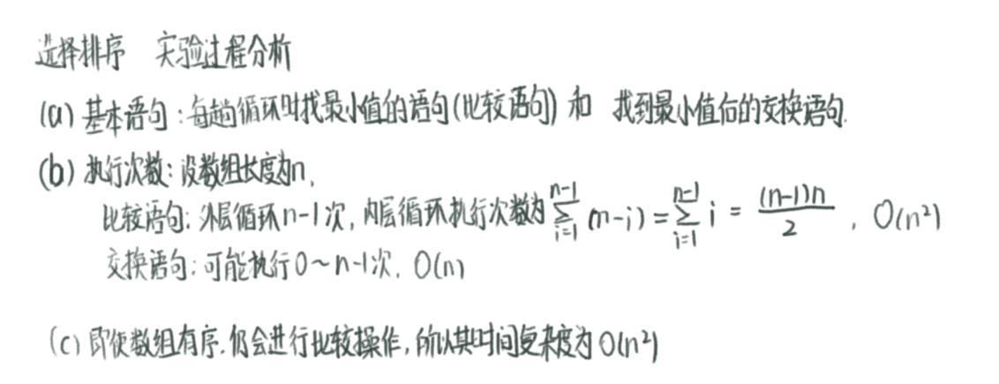 选择排序 实验过程分析
(a) 基本语句：每趟循环时找最小值的语句(比较语句) 和 找到最小值后的交换语句.
(b) 执行次数：设数组长度为n,
比较语句：外层循环n-1次, 内层循环执行次数为 \sum_{i=1}^{n-1} (n-i) = \sum_{i=1}^{n-1} i = \frac{(n-1)n}{2} , O(n²)
交换语句：可能执行0～n-1次, O(n)
(c) 即使数组有序,仍会进行比较操作,所以其时间复杂度为O(n²)